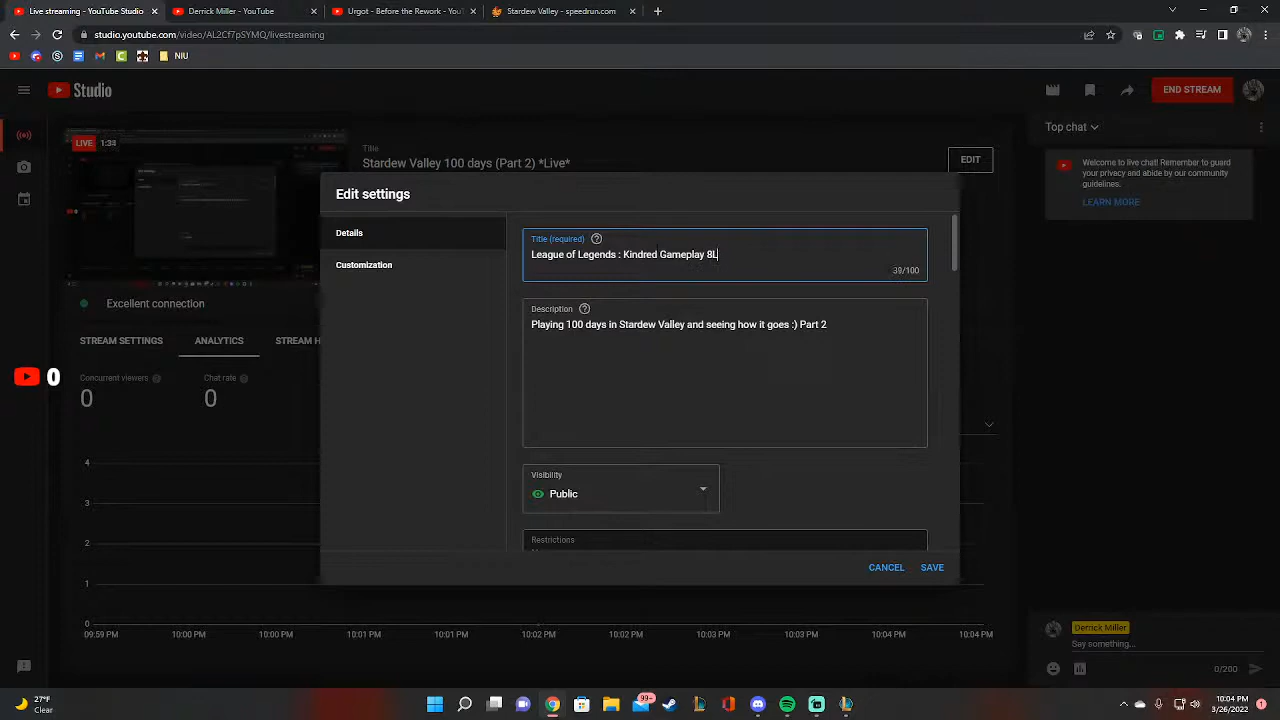 Live streaming - YouTube Studio
Derrick Miller - YouTube
Urgot - Before the Rework - YouT
Stardew Valley - speedrun.com
studio.youtube.com/video/AL2Cf7pSYMQ/livestreaming
NIU
Studio
END STREAM
LIVE 1:34
Title
Stardew Valley 100 days (Part 2) *Live*
EDIT
Top chat
Welcome to live chat! Remember to guard
your privacy and abide by our community
guidelines.
LEARN MORE
Edit settings
Details
Customization
Title (required)
League of Legends : Kindred Gameplay 8L
39/100
Description
Playing 100 days in Stardew Valley and seeing how it goes :) Part 2
Visibility
Public
Restrictions
CANCEL
SAVE
Excellent connection
STREAM SETTINGS
ANALYTICS
STREAM H
Concurrent viewers
Chat rate
0
0
0
4
3
2
1
0
09:59 PM
10:00 PM
10:00 PM
10:01 PM
10:01 PM
10:02 PM
10:02 PM
10:03 PM
10:03 PM
10:04 PM
10:04 PM
Derrick Miller
Say something...
0/200
27°F
Clear
99+
10:04 PM
3/26/2022